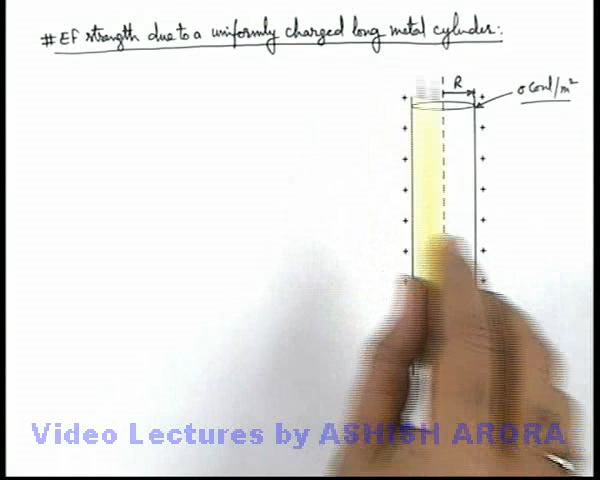 # EF strength due to a uniformly charged long metal cylinder:
R
σ Coul/m²
Video Lectures by ASHISH ARORA